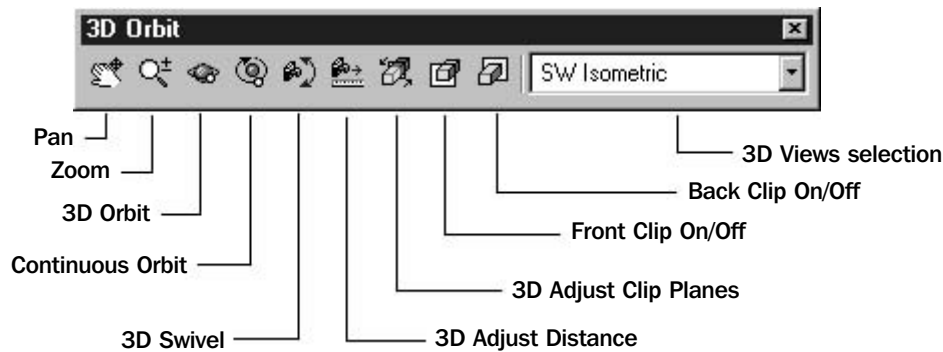 3D Orbit
SW Isometric
Pan
Zoom
3D Views selection
Back Clip On/Off
3D Orbit
Front Clip On/Off
Continuous Orbit
3D Adjust Clip Planes
3D Swivel
3D Adjust Distance